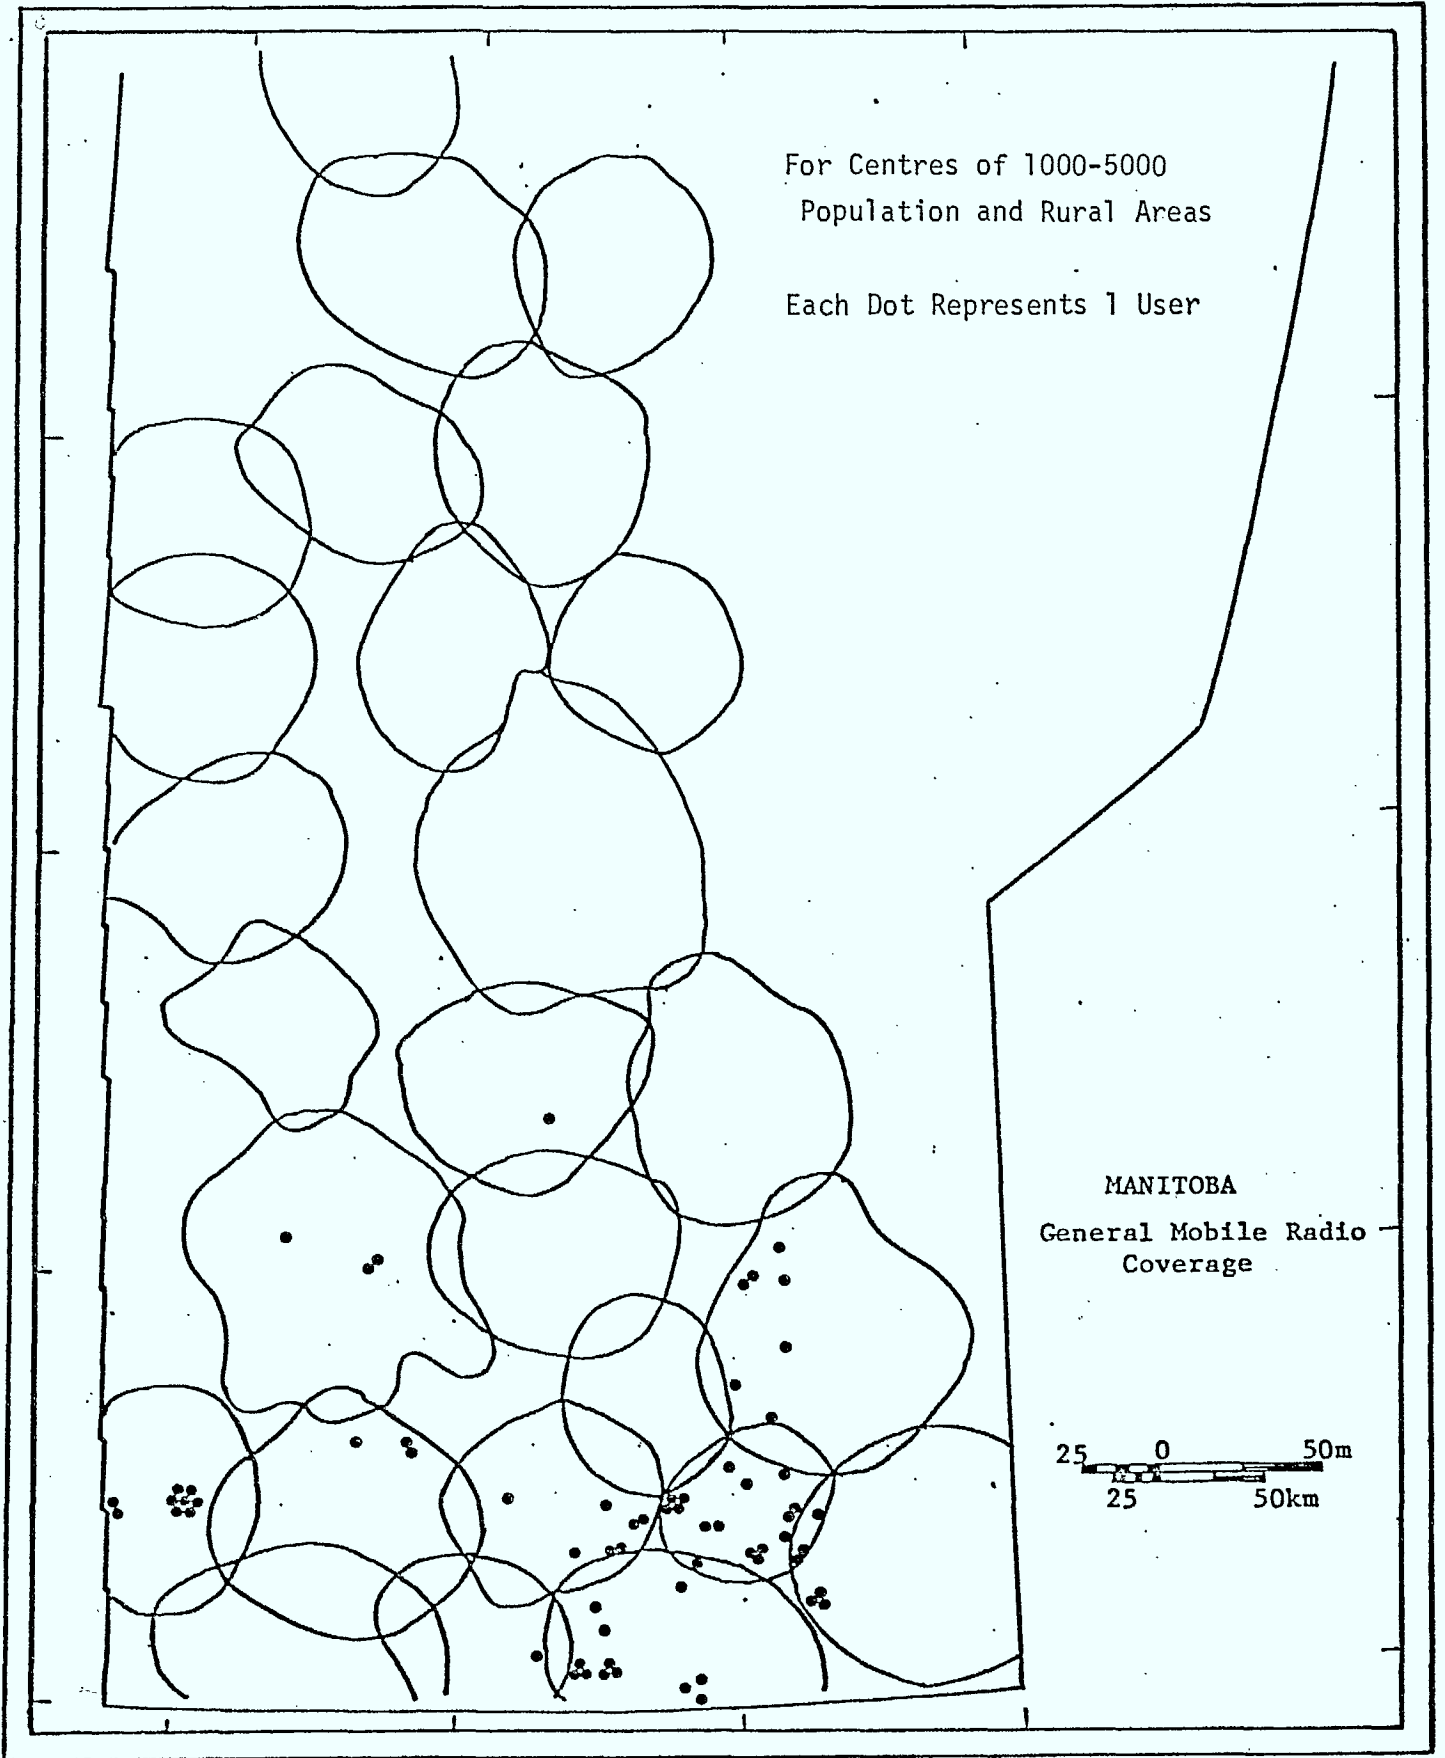 For Centres of 1000-5000
Population and Rural Areas
Each Dot Represents 1 User
MANITOBA
General Mobile Radio
Coverage
25 0 50m
25 50km